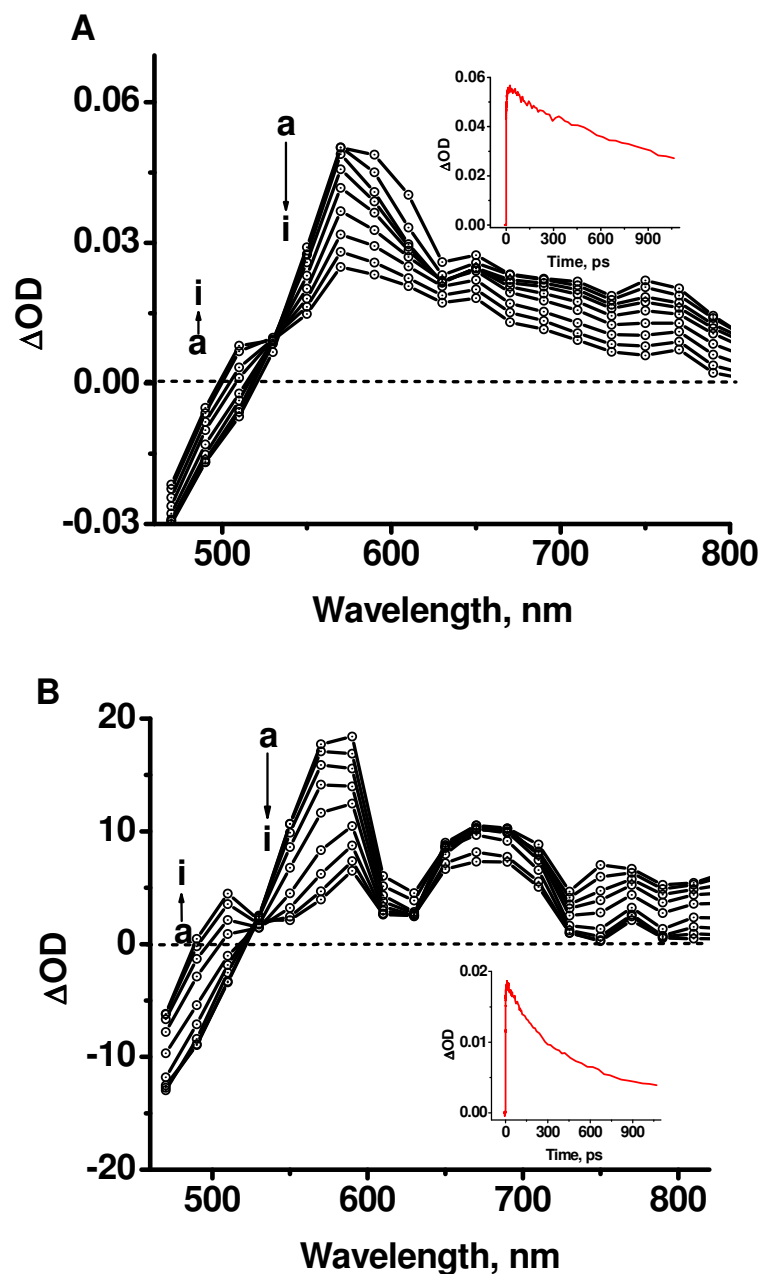 A
0.06
0.03
0.00
-0.03
ΔOD
a
i
i
a
500 600 700 800
Wavelength, nm
0.06
0.04
0.02
0.00
ΔOD
0 300 600 900
Time, ps
B
20
10
0
-10
-20
ΔOD
a
i
i
a
500 600 700 800
Wavelength, nm
0.02
0.01
0.00
ΔOD
0 300 600 900
Time, ps